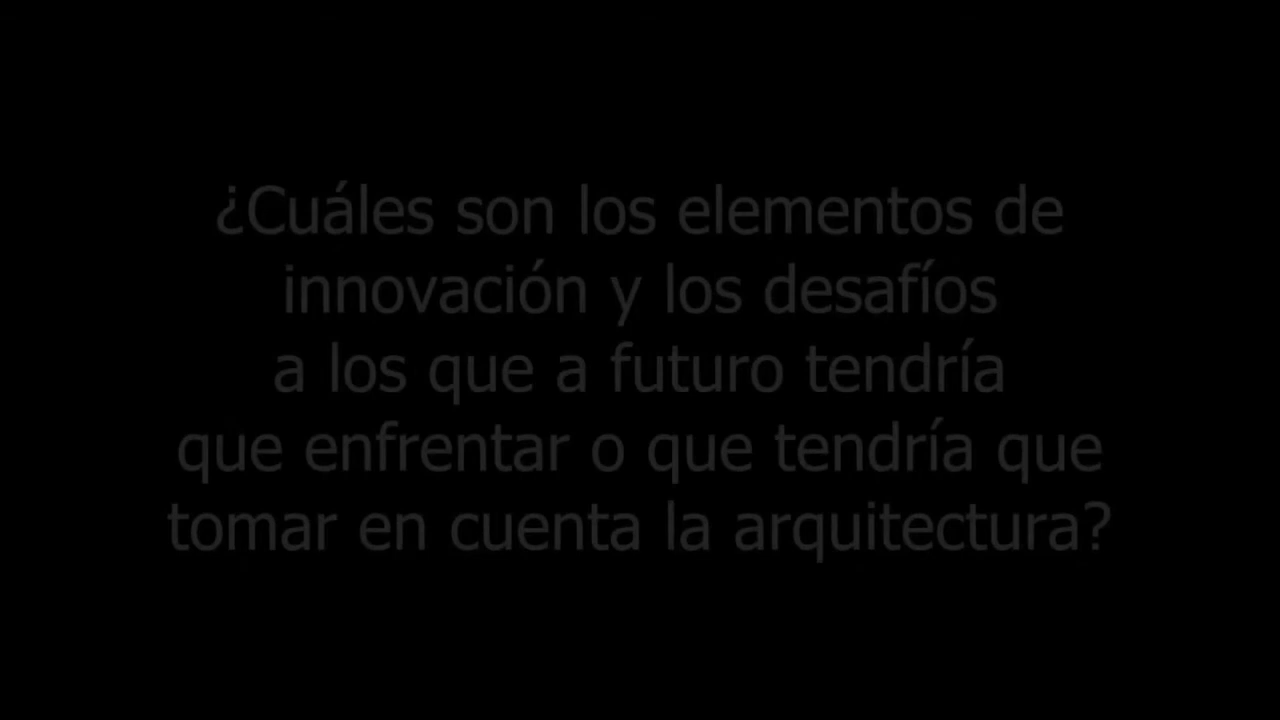 ¿Cuáles son los elementos de
innovación y los desafíos
a los que a futuro tendría
que enfrentar o que tendría que
tomar en cuenta la arquitectura?